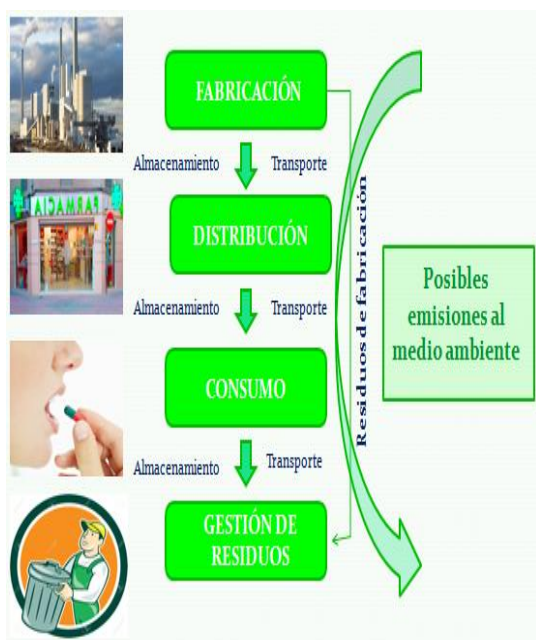 FABRICACIÓN
Almacenamiento Transporte
FARMACIA
DISTRIBUCIÓN
Almacenamiento Transporte
CONSUMO
Almacenamiento Transporte
GESTIÓN DE
RESIDUOS
Residuos de fabricación
Posibles
emisiones al
medio ambiente